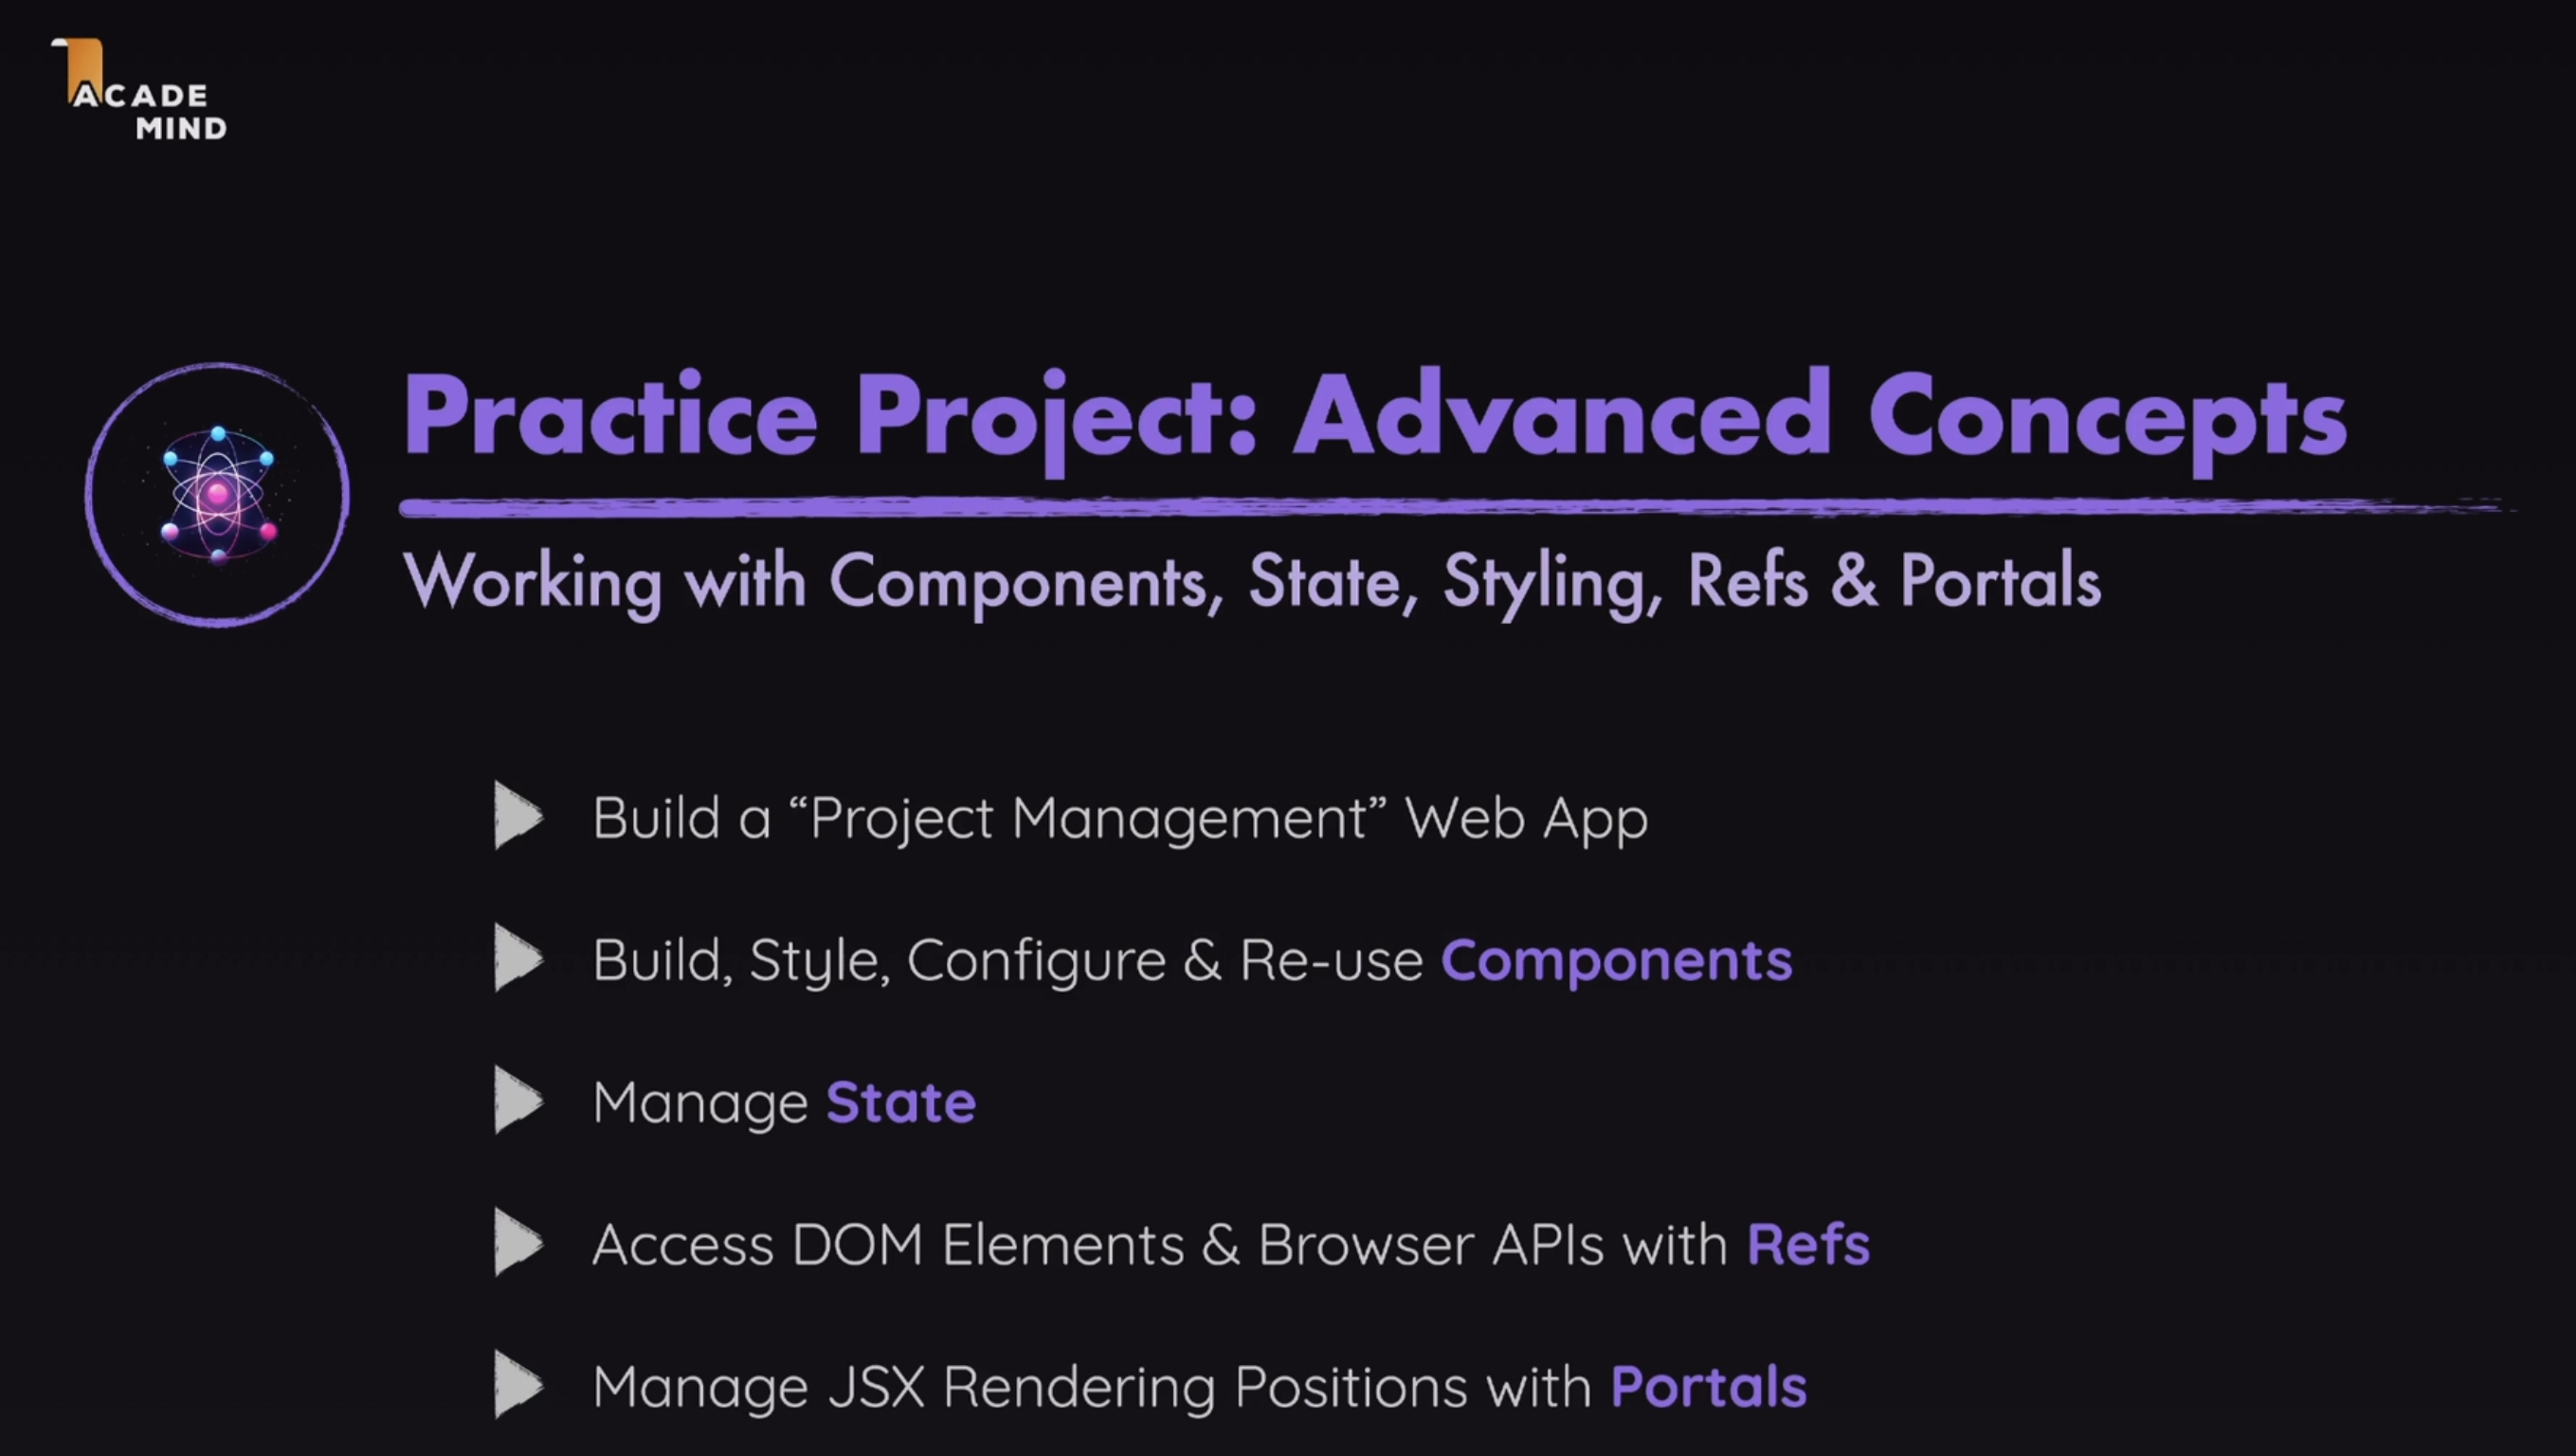 ACADE
MIND
Practice Project: Advanced Concepts
Working with Components, State, Styling, Refs & Portals
Build a “Project Management” Web App
Build, Style, Configure & Re-use Components
Manage State
Access DOM Elements & Browser APIs with Refs
Manage JSX Rendering Positions with Portals